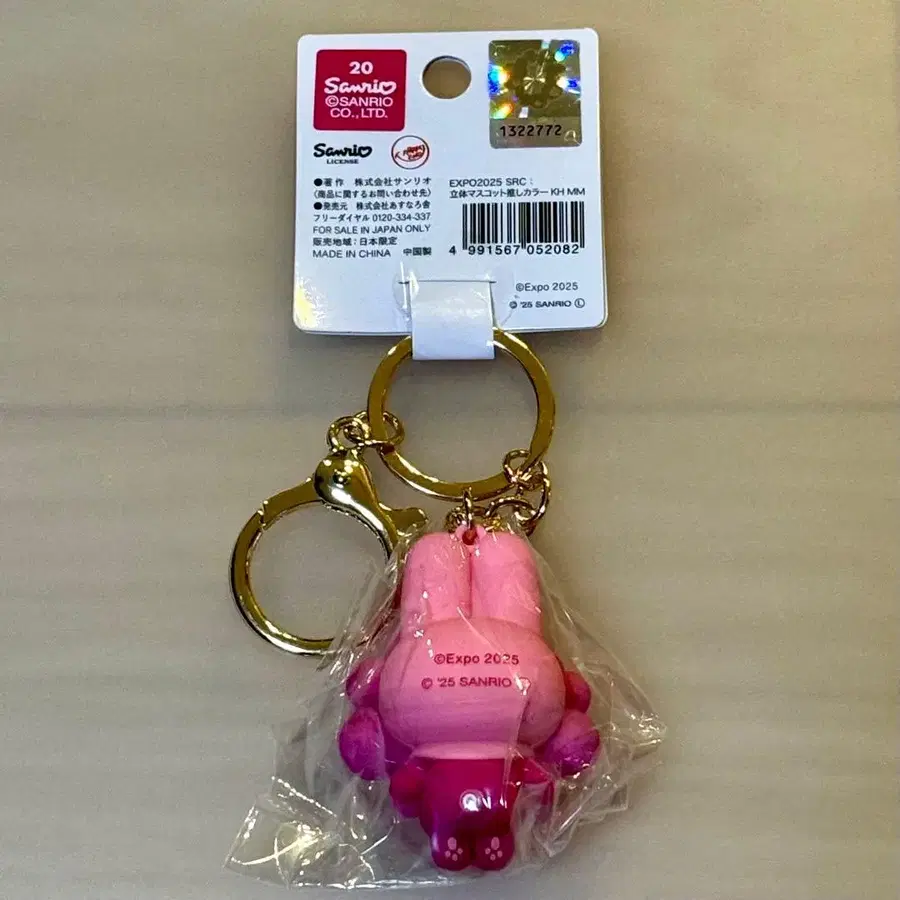 20
Sanrio
©SANRIO
CO.,LTD.
Sanrio
LICENSE
●著作 株式会社サンリオ
(商品に関するお問い合わせ先)
●発売元 株式会社あすなろ舎
フリーダイヤル 0120-334-337
FOR SALE IN JAPAN ONLY
販売地域:日本限定
MADE IN CHINA 中国製
1322772
EXPO2025 SRC
立体マスコット推しカラー KH MM
4 991567 052082
©Expo 2025
© '25 SANRIO Ⓛ
©Expo 2025
© '25 SANRIO